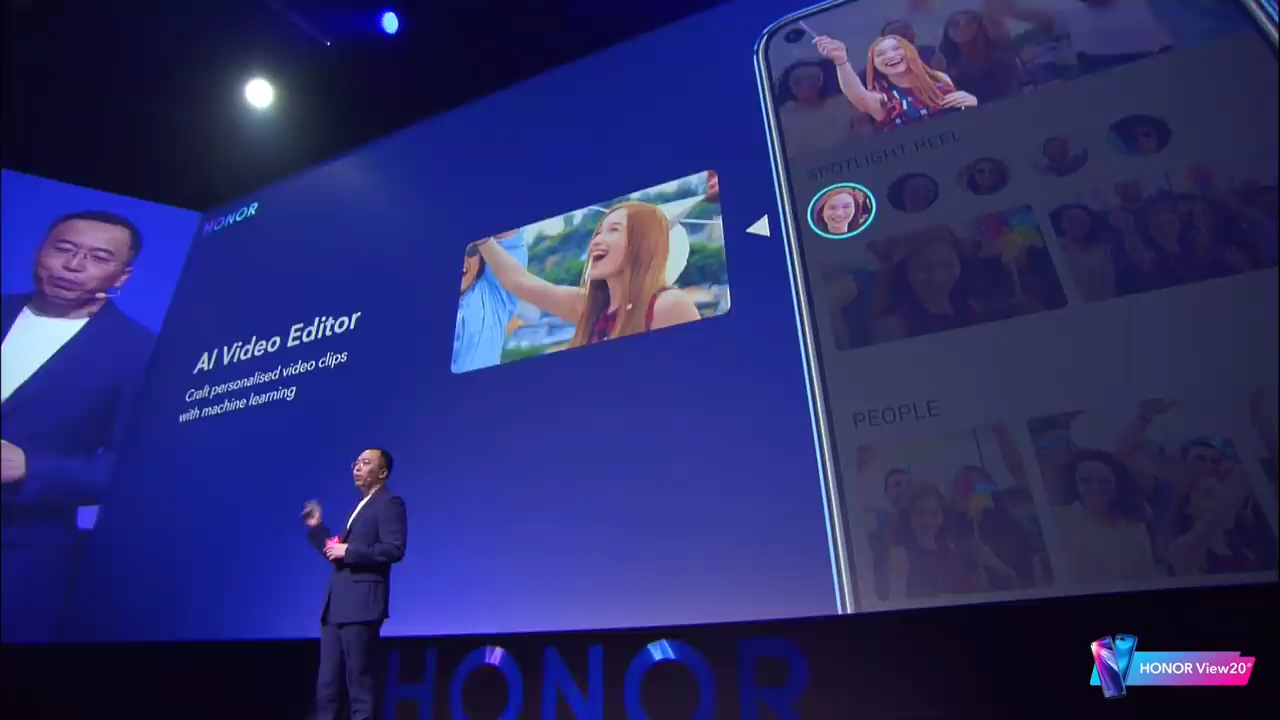 HONOR
AI Video Editor
Craft personalised video clips
with machine learning
SPOTLIGHT REEL
PEOPLE
HONOR
HONOR View20